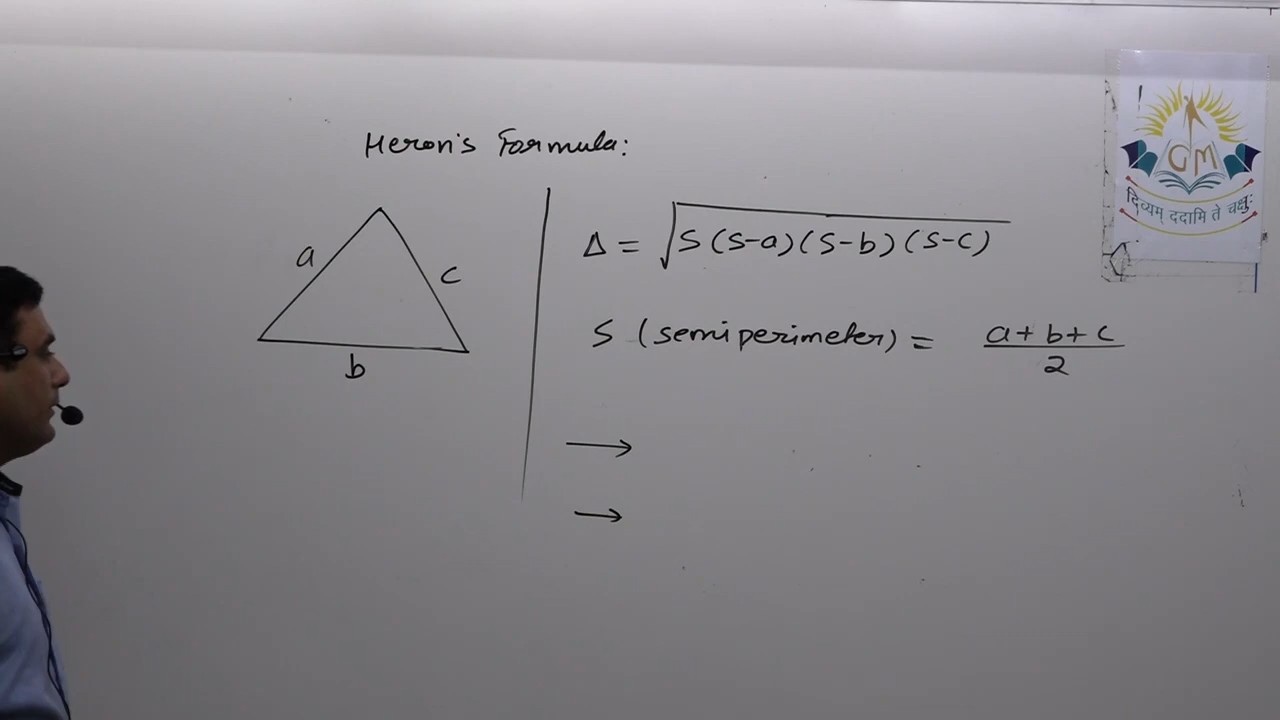 Heron's Formula:
a
c
b
Δ = √S(S-a)(S-b)(S-c)
S (semiperimeter) = a+b+c
2
→
→
GM
दिव्यम् ददामि ते चक्षुः